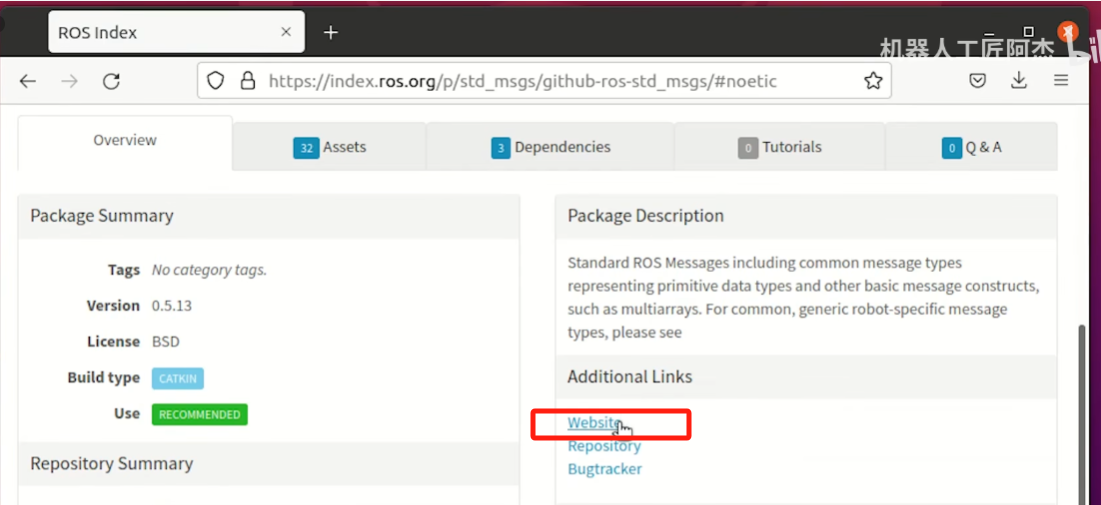 ROS Index
机器人工匠阿杰
https://index.ros.org/p/std_msgs/github-ros-std_msgs/#noetic
Overview
32 Assets
3 Dependencies
0 Tutorials
0 Q & A
Package Summary
Tags No category tags.
Version 0.5.13
License BSD
Build type CATKIN
Use RECOMMENDED
Repository Summary
Package Description
Standard ROS Messages including common message types
representing primitive data types and other basic message constructs,
such as multiarrays. For common, generic robot-specific message
types, please see
Additional Links
Website
Repository
Bugtracker